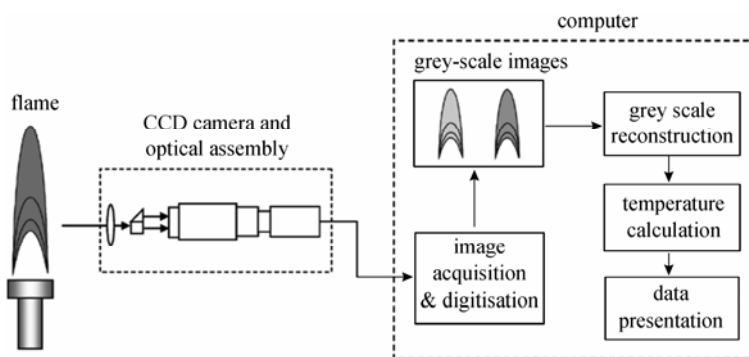 computer
grey-scale images
flame
CCD camera and
optical assembly
grey scale
reconstruction
temperature
calculation
image
acquisition
& digitisation
data
presentation